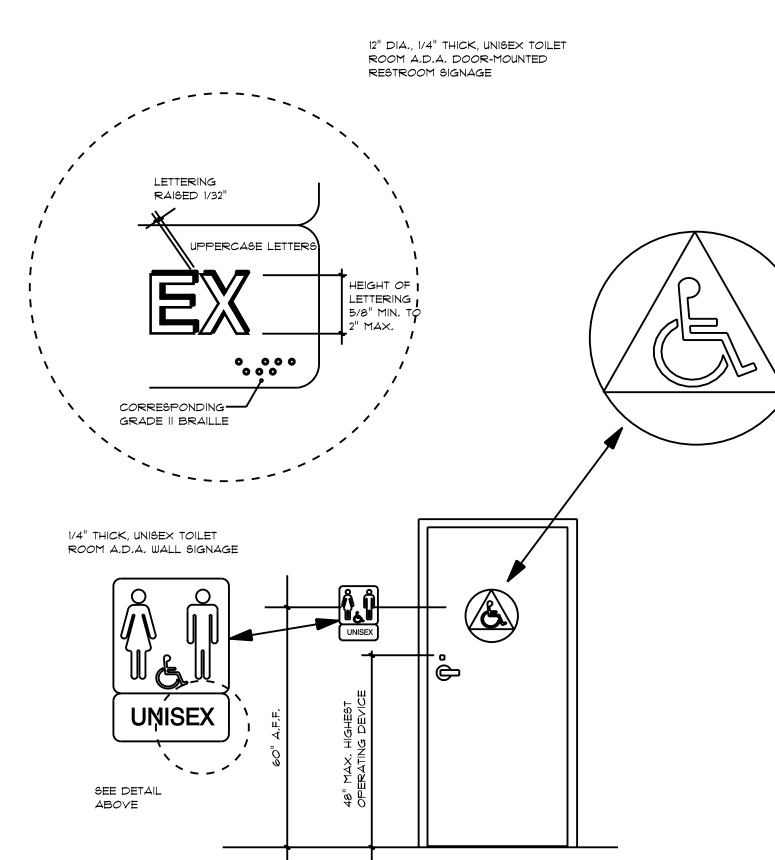 12" DIA., 1/4" THICK, UNISEX TOILET
ROOM A.D.A. DOOR-MOUNTED
RESTROOM SIGNAGE
LETTERING
RAISED 1/32"
UPPERCASE LETTERS
EX
HEIGHT OF
LETTERING
5/8" MIN. TO
2" MAX.
CORRESPONDING
GRADE II BRAILLE
1/4" THICK, UNISEX TOILET
ROOM A.D.A. WALL SIGNAGE
UNISEX
UNISEX
60" A.F.F.
48" MAX. HIGHEST
OPERATING DEVICE
SEE DETAIL
ABOVE